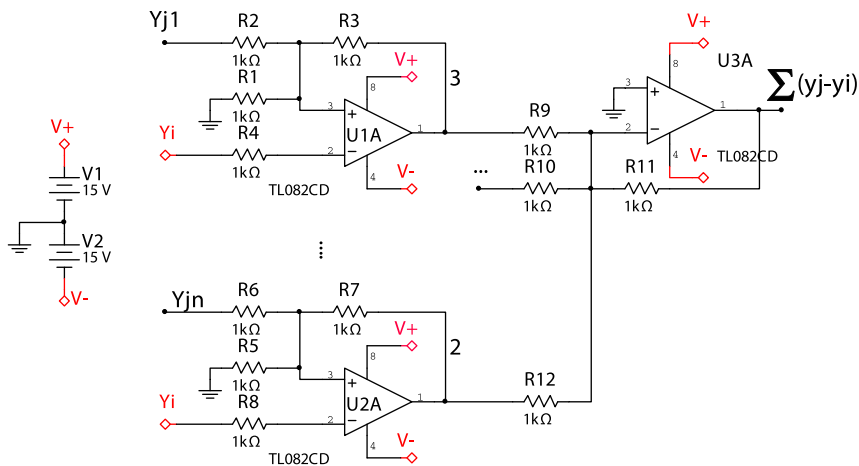 Yj1
R2
1kΩ
R3
1kΩ
V+
8
3
R1
1kΩ
3
U1A
1
Yi
R4
1kΩ
2
4
V-
TL082CD
V+
V1
15 V
V2
15 V
V-
R9
1kΩ
...
R10
1kΩ
R11
1kΩ
V+
U3A
8
3
1
2
4
V-
TL082CD
∑(yj-yi)
....
Yjn
R6
1kΩ
R7
1kΩ
V+
8
2
R5
1kΩ
3
U2A
1
Yi
R8
1kΩ
2
4
V-
TL082CD
R12
1kΩ